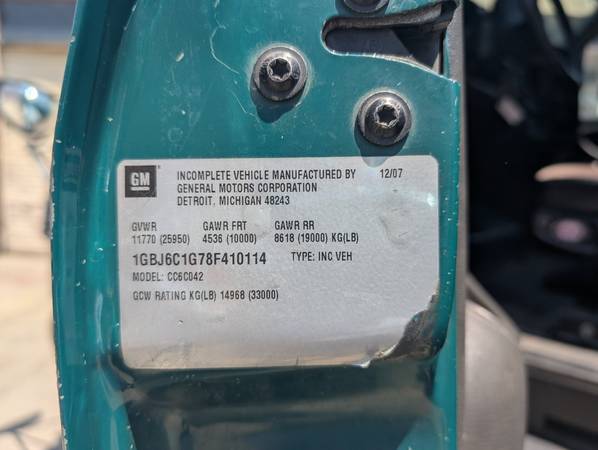 GM
INCOMPLETE VEHICLE MANUFACTURED BY 12/07
GENERAL MOTORS CORPORATION
DETROIT, MICHIGAN 48243
GVWR GAWR FRT GAWR RR
11770 (25950) 4536 (10000) 8618 (19000) KG(LB)
1GBJ6C1G78F410114 TYPE: INC VEH
MODEL: CC6C042
GCW RATING KG(LB) 14968 (33000)